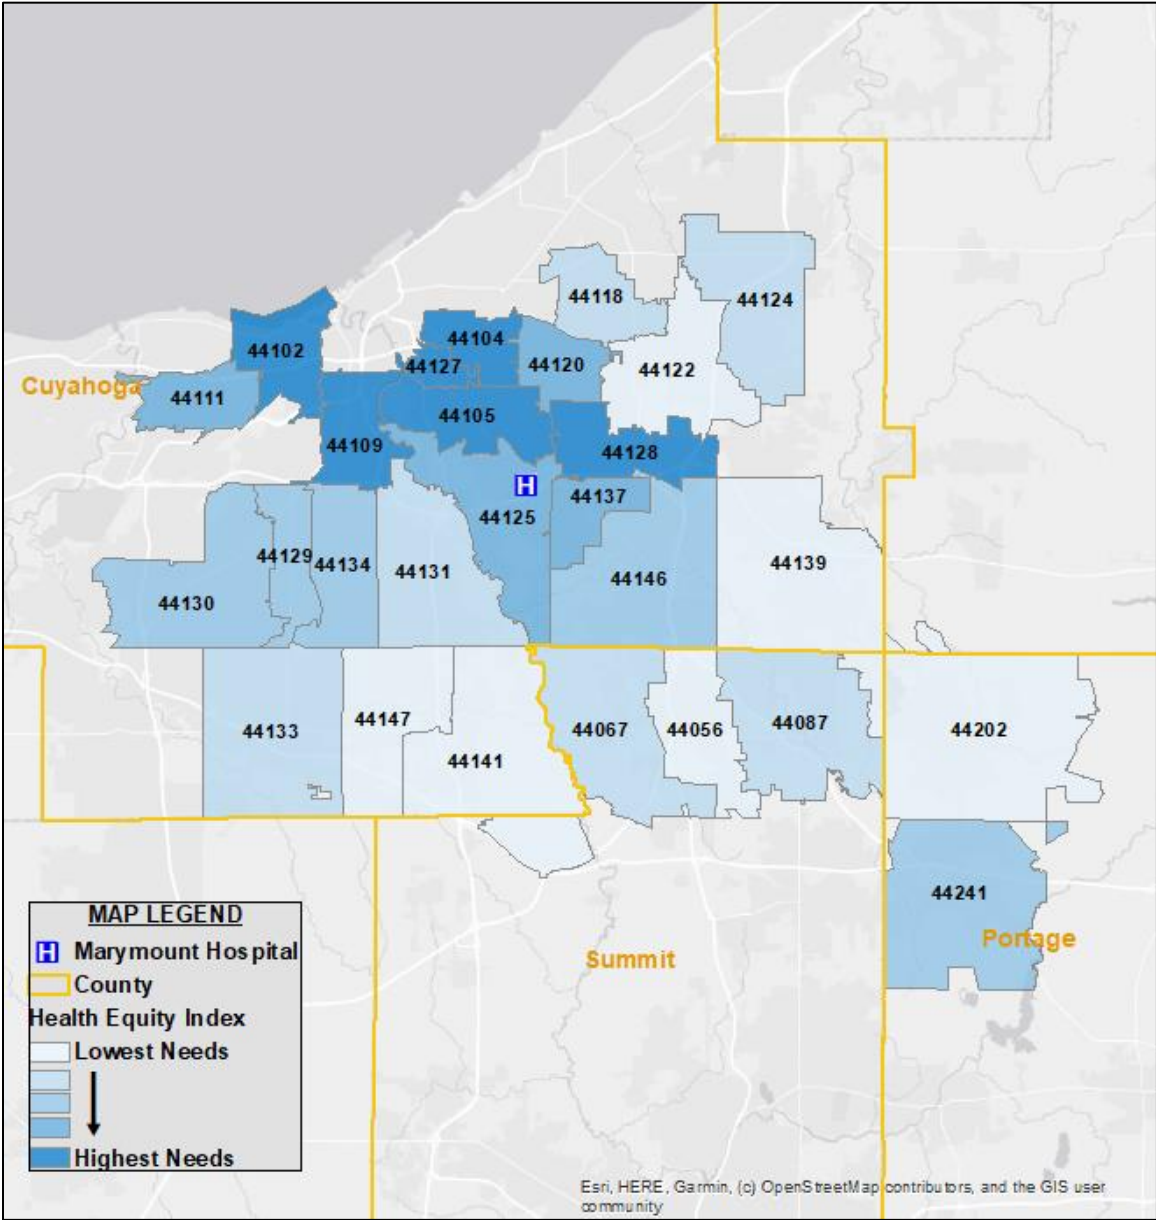 44118
44124
44104
44102
44127
44120
44122
Cuyahoga
44111
44105
44109
44128
H
44137
44125
44129
44134
44131
44146
44139
44130
44133
44147
44067
44056
44087
44202
44141
44241
Portage
Summit
MAP LEGEND
H Marymount Hospital
County
Health Equity Index
Lowest Needs
Highest Needs
Esri, HERE, Garmin, (c) OpenStreetMap contributors, and the GIS user
community